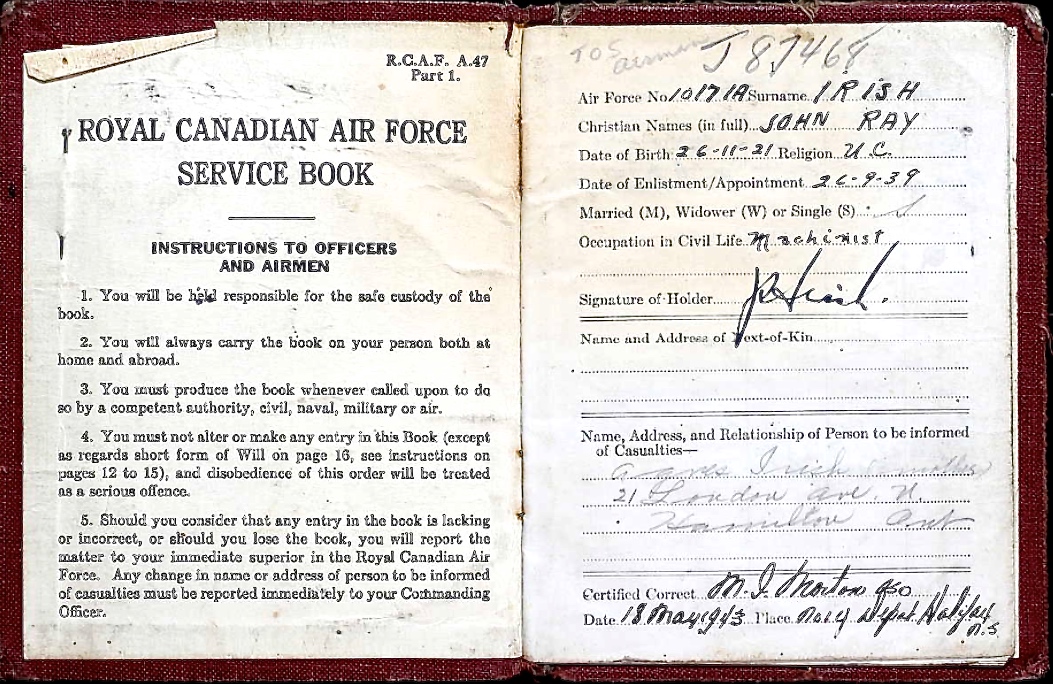 R.C.A.F. A.47
Part 1.
ROYAL CANADIAN AIR FORCE
SERVICE BOOK
INSTRUCTIONS TO OFFICERS
AND AIRMEN
1. You will be held responsible for the safe custody of the
book.
2. You will always carry the book on your person both at
home and abroad.
3. You must produce the book whenever called upon to do
so by a competent authority, civil, naval, military or air.
4. You must not alter or make any entry in this Book (except
as regards short form of Will on page 16, see instructions on
pages 12 to 15), and disobedience of this order will be treated
as a serious offence.
5. Should you consider that any entry in the book is lacking
or incorrect, or should you lose the book, you will report the
matter to your immediate superior in the Royal Canadian Air
Force. Any change in name or address of person to be informed
of casualties must be reported immediately to your Commanding
Officer.
TOS airman J87468
Air Force No. 10171A Surname IRISH
Christian Names (in full) JOHN RAY
Date of Birth 26-11-21 Religion U.C.
Date of Enlistment/Appointment 26-9-39
Married (M), Widower (W) or Single (S) S
Occupation in Civil Life Machinist
Signature of Holder JR Irish.
Name and Address of Next-of-Kin
Name, Address, and Relationship of Person to be informed
of Casualties—
Agnes Irish (mother)
21 London Ave. N.
Hamilton Ont
Certified Correct M. I. Morton
Date 18 May 1943 Place No. 4 Depot Halifax
N.S